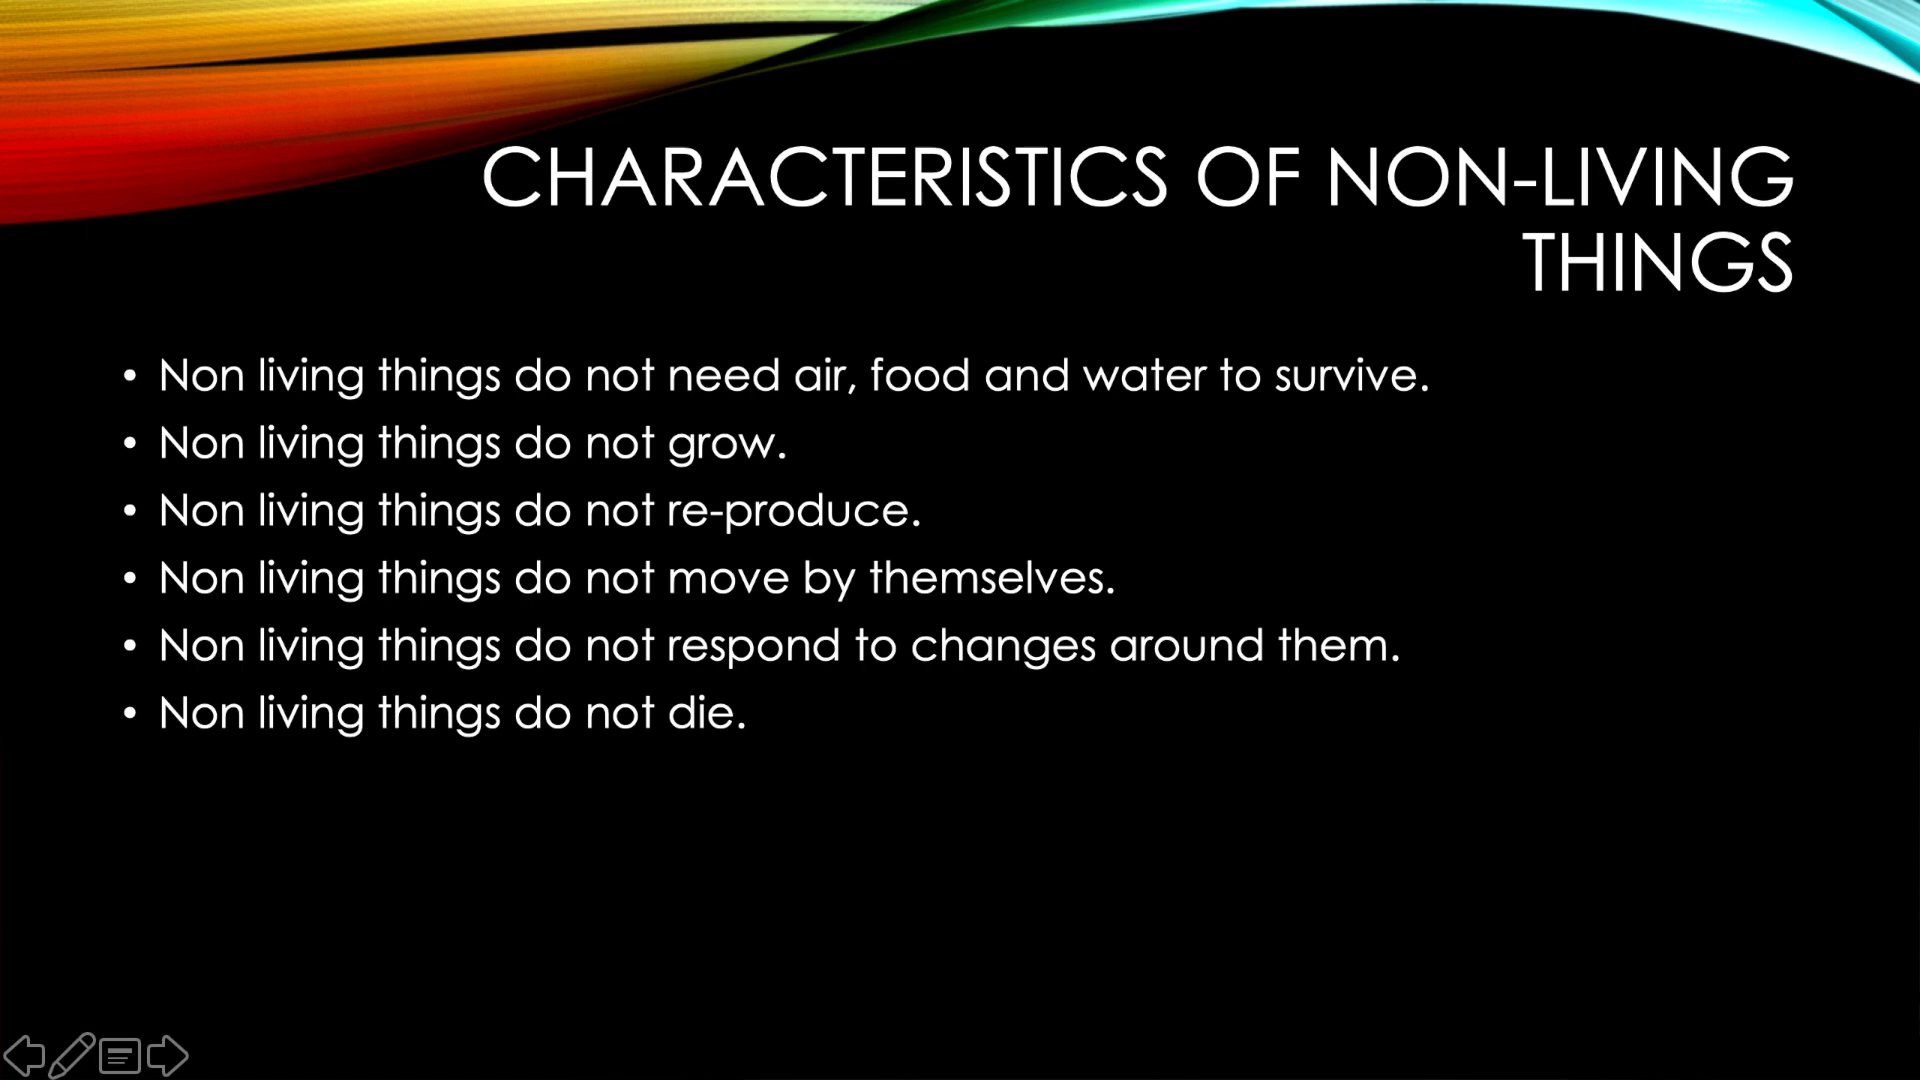 CHARACTERISTICS OF NON-LIVING
THINGS
• Non living things do not need air, food and water to survive.
• Non living things do not grow.
• Non living things do not re-produce.
• Non living things do not move by themselves.
• Non living things do not respond to changes around them.
• Non living things do not die.